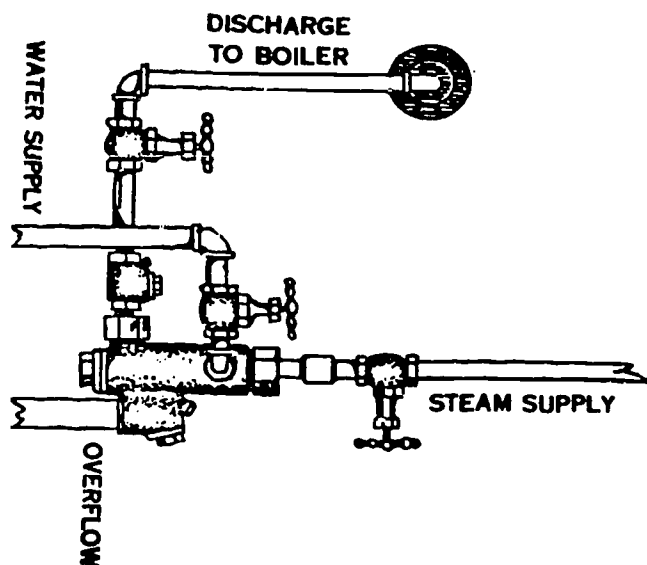 DISCHARGE
TO BOILER
WATER SUPPLY
STEAM SUPPLY
OVERFLOW